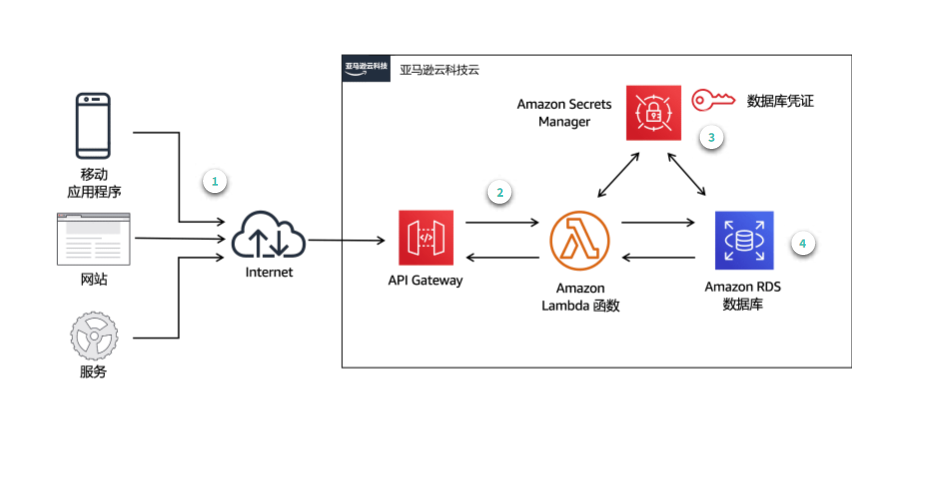 亚马逊云科技
亚马逊云科技云
Amazon Secrets
Manager
数据库凭证
3
移动
应用程序
1
2
网站
Internet
API Gateway
Amazon
Lambda 函数
Amazon RDS
数据库
4
服务